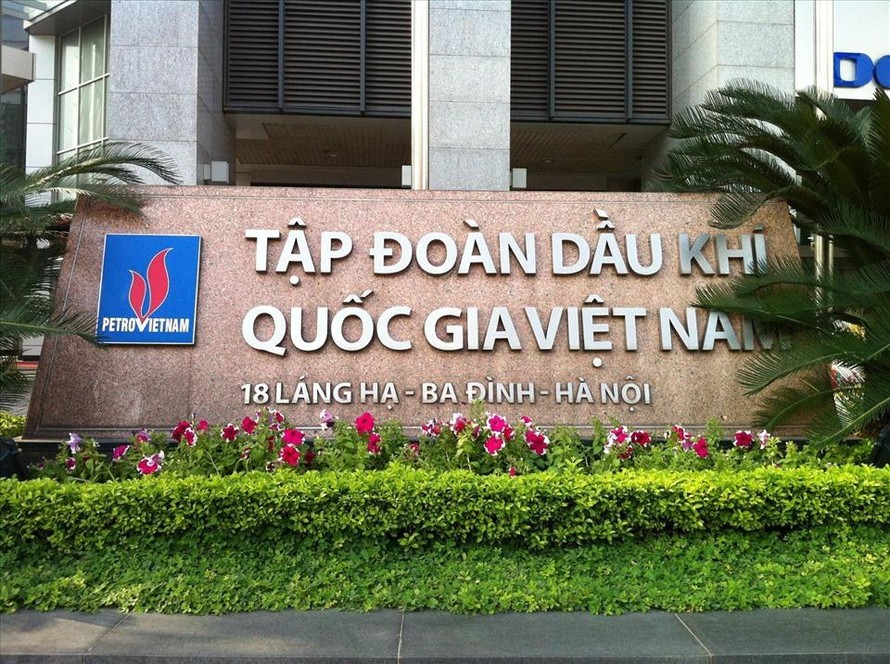 TẬP ĐOÀN DẦU KHÍ
QUỐC GIA VIỆT NAM
PETROVIETNAM
18 LÁNG HẠ - BA ĐÌNH - HÀ NỘI